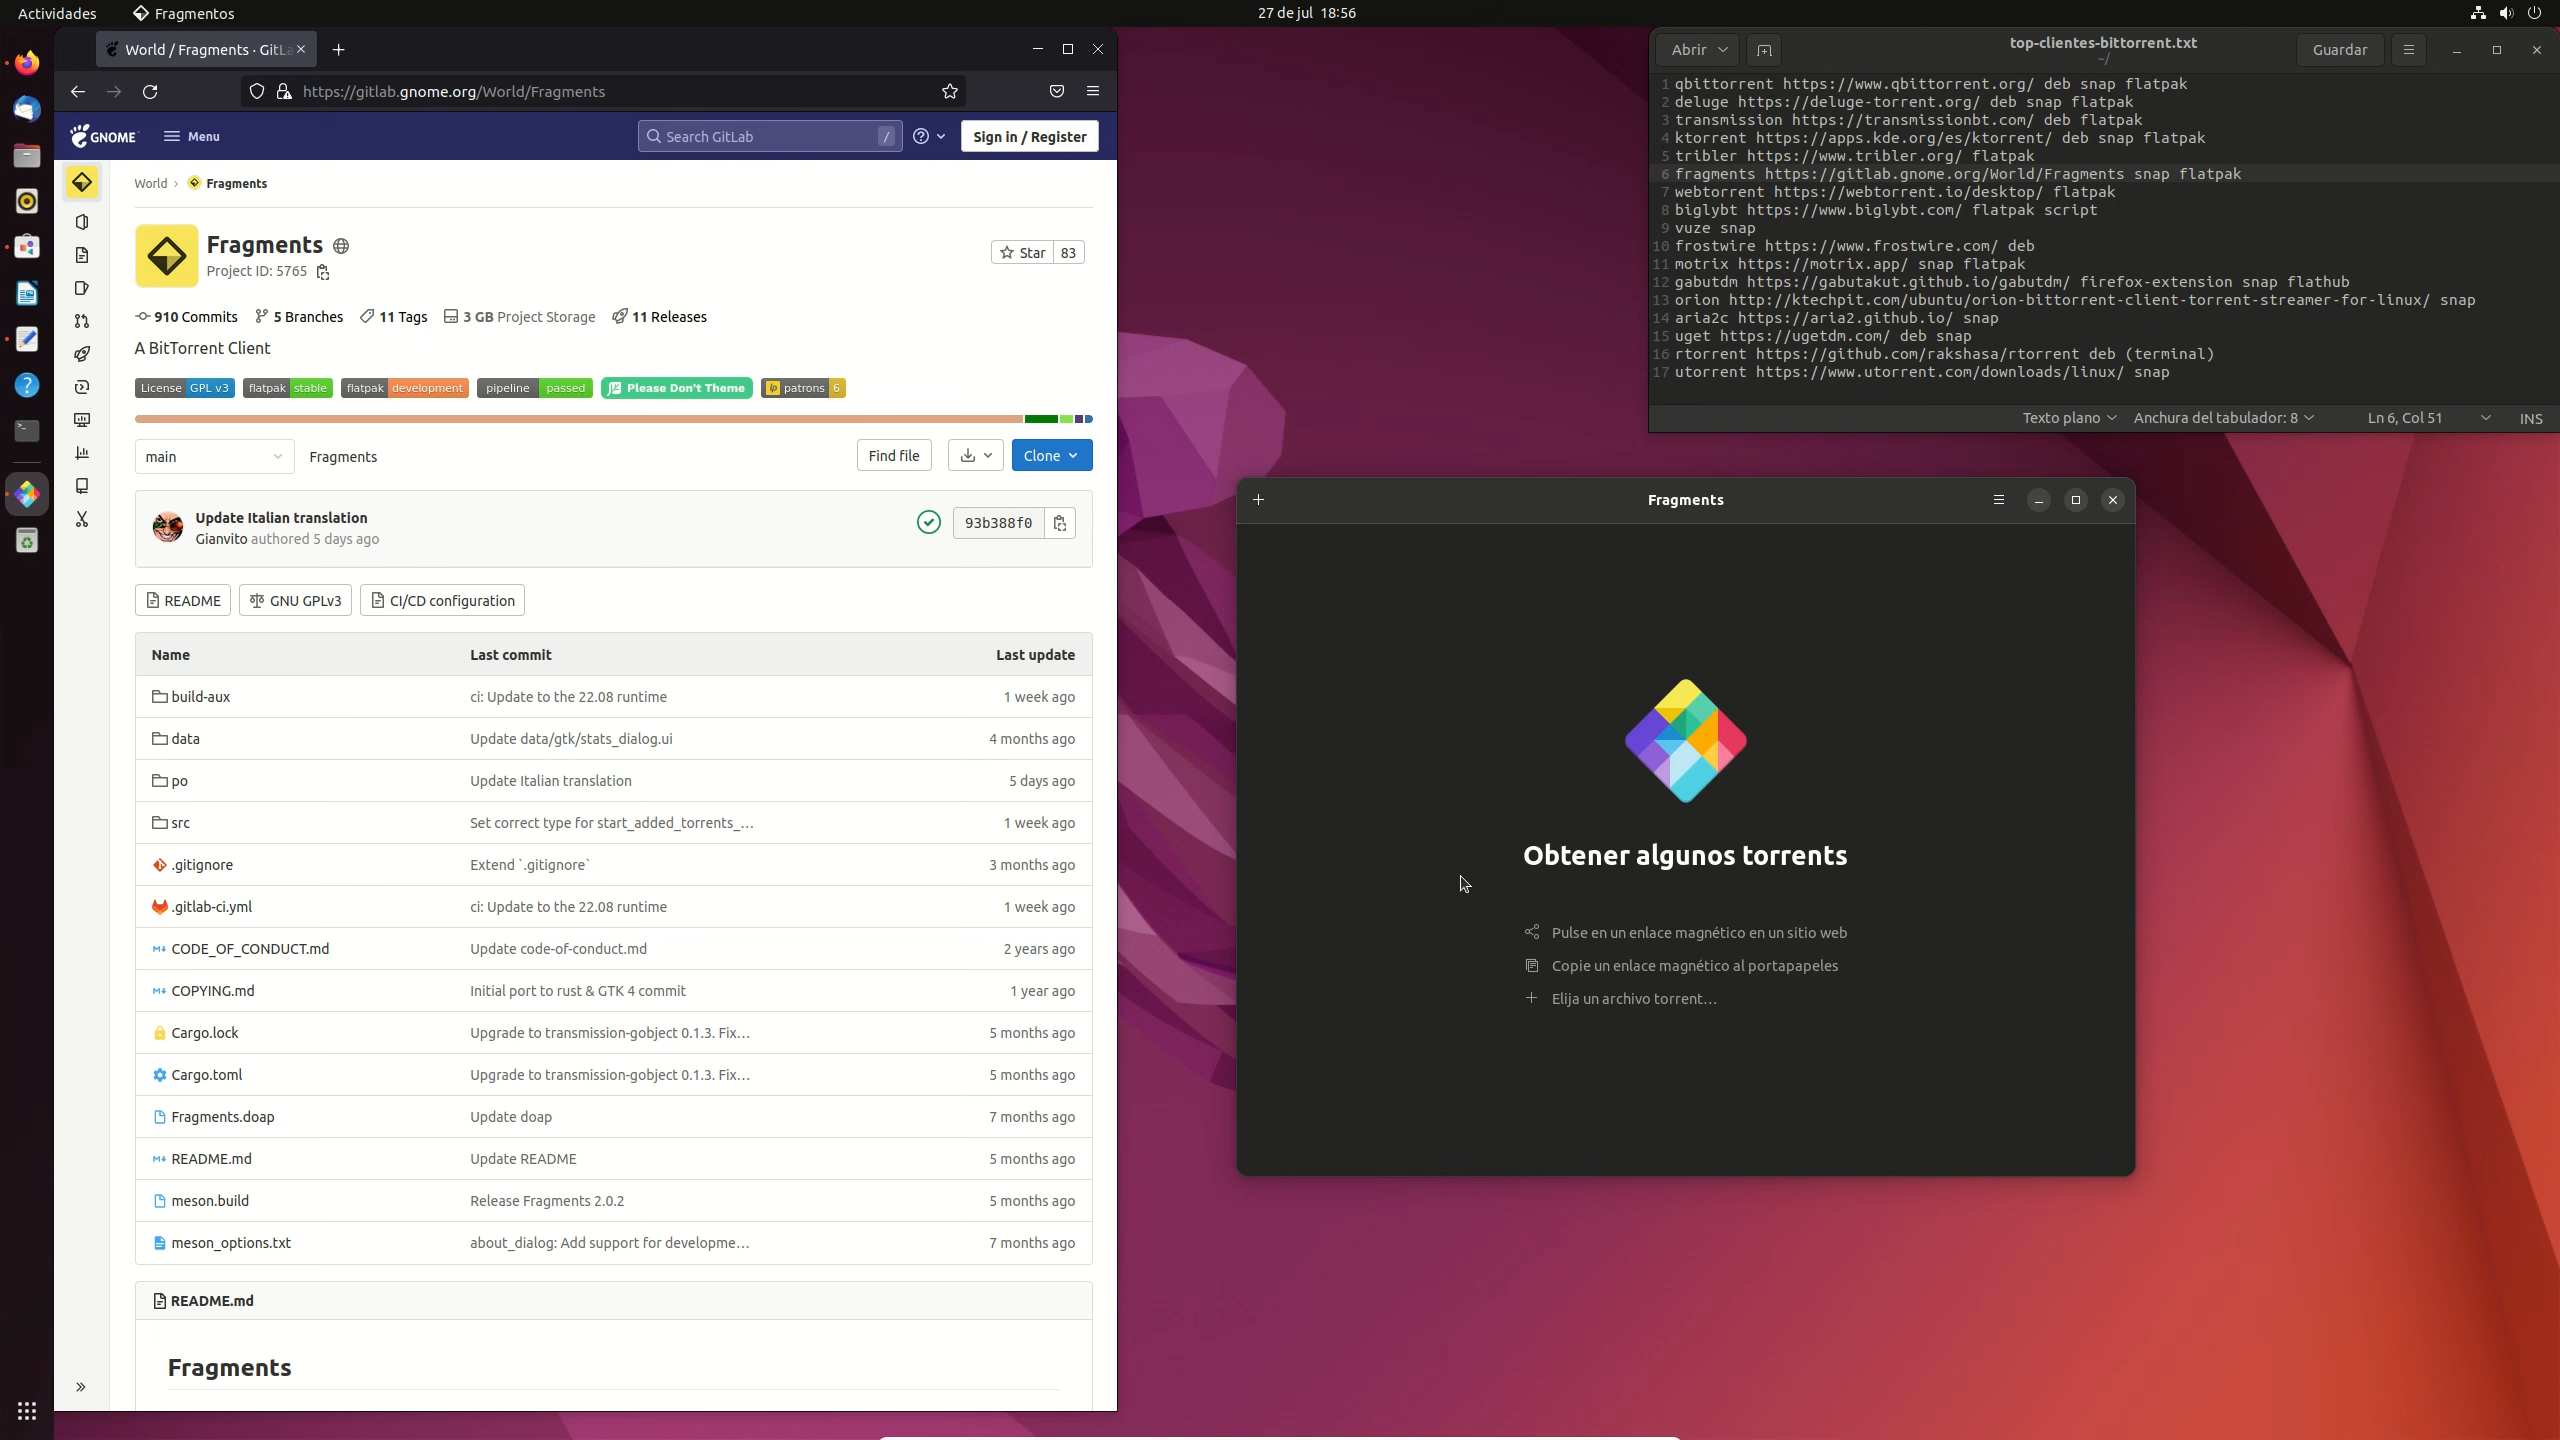 Actividades
Fragmentos
27 de jul 18:56
World / Fragments · GitLa
https://gitlab.gnome.org/World/Fragments
GNOME
Menu
Search GitLab
/
Sign in / Register
World › Fragments
Fragments
Project ID: 5765
Star 83
910 Commits 5 Branches 11 Tags 3 GB Project Storage 11 Releases
A BitTorrent Client
License GPL v3 flatpak stable flatpak development pipeline passed Please Don't Theme lp patrons 6
main Fragments Find file Clone
Update Italian translation
Gianvito authored 5 days ago
93b388f0
README GNU GPLv3 CI/CD configuration
Name Last commit Last update
build-aux ci: Update to the 22.08 runtime 1 week ago
data Update data/gtk/stats_dialog.ui 4 months ago
po Update Italian translation 5 days ago
src Set correct type for start_added_torrents_... 1 week ago
.gitignore Extend `.gitignore` 3 months ago
.gitlab-ci.yml ci: Update to the 22.08 runtime 1 week ago
CODE_OF_CONDUCT.md Update code-of-conduct.md 2 years ago
COPYING.md Initial port to rust & GTK 4 commit 1 year ago
Cargo.lock Upgrade to transmission-gobject 0.1.3. Fix... 5 months ago
Cargo.toml Upgrade to transmission-gobject 0.1.3. Fix... 5 months ago
Fragments.doap Update doap 7 months ago
README.md Update README 5 months ago
meson.build Release Fragments 2.0.2 5 months ago
meson_options.txt about_dialog: Add support for developme... 7 months ago
README.md
Fragments
Abrir
top-clientes-bittorrent.txt
~/
Guardar
1 qbittorrent https://www.qbittorrent.org/ deb snap flatpak
2 deluge https://deluge-torrent.org/ deb snap flatpak
3 transmission https://transmissionbt.com/ deb flatpak
4 ktorrent https://apps.kde.org/es/ktorrent/ deb snap flatpak
5 tribler https://www.tribler.org/ flatpak
6 fragments https://gitlab.gnome.org/World/Fragments snap flatpak
7 webtorrent https://webtorrent.io/desktop/ flatpak
8 biglybt https://www.biglybt.com/ flatpak script
9 vuze snap
10 frostwire https://www.frostwire.com/ deb
11 motrix https://motrix.app/ snap flatpak
12 gabutdm https://gabutakut.github.io/gabutdm/ firefox-extension snap flathub
13 orion http://ktechpit.com/ubuntu/orion-bittorrent-client-torrent-streamer-for-linux/ snap
14 aria2c https://aria2.github.io/ snap
15 uget https://ugetdm.com/ deb snap
16 rtorrent https://github.com/rakshasa/rtorrent deb (terminal)
17 utorrent https://www.utorrent.com/downloads/linux/ snap
Texto plano Anchura del tabulador: 8 Ln 6, Col 51 INS
Fragments
Obtener algunos torrents
Pulse en un enlace magnético en un sitio web
Copie un enlace magnético al portapapeles
Elija un archivo torrent...